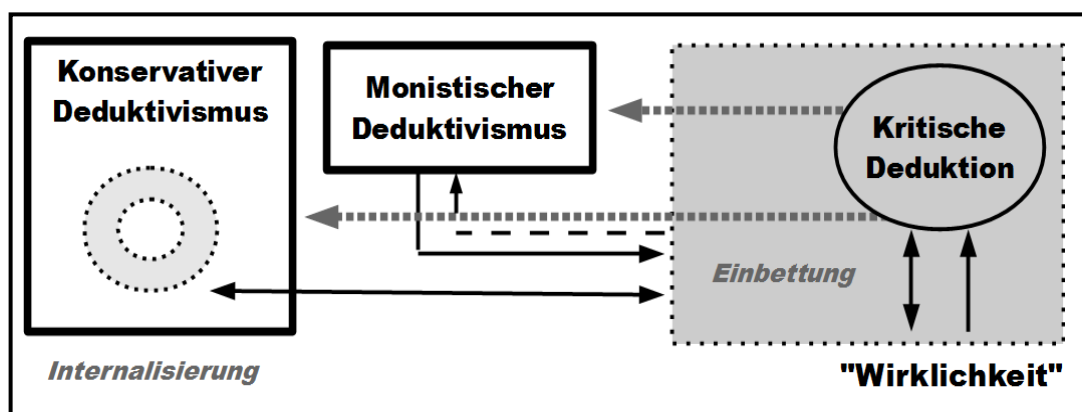 Konservativer
Deduktivismus
Monistischer
Deduktivismus
Kritische
Deduktion
Einbettung
Internalisierung
"Wirklichkeit"